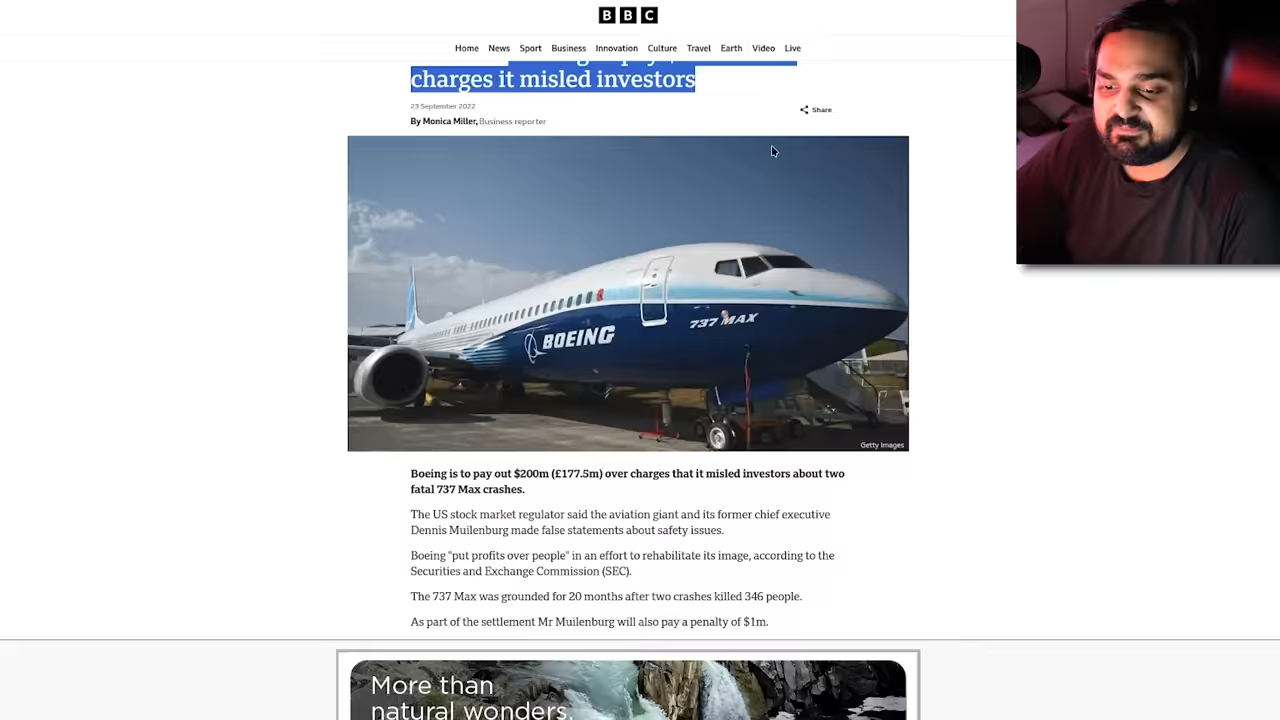 BBC
Home News Sport Business Innovation Culture Travel Earth Video Live
charges it misled investors
23 September 2022
Share
By Monica Miller, Business reporter
BOEING
737 MAX
Getty Images
Boeing is to pay out $200m (£177.5m) over charges that it misled investors about two
fatal 737 Max crashes.
The US stock market regulator said the aviation giant and its former chief executive
Dennis Muilenburg made false statements about safety issues.
Boeing "put profits over people" in an effort to rehabilitate its image, according to the
Securities and Exchange Commission (SEC).
The 737 Max was grounded for 20 months after two crashes killed 346 people.
As part of the settlement Mr Muilenburg will also pay a penalty of $1m.
More than
natural wonders.